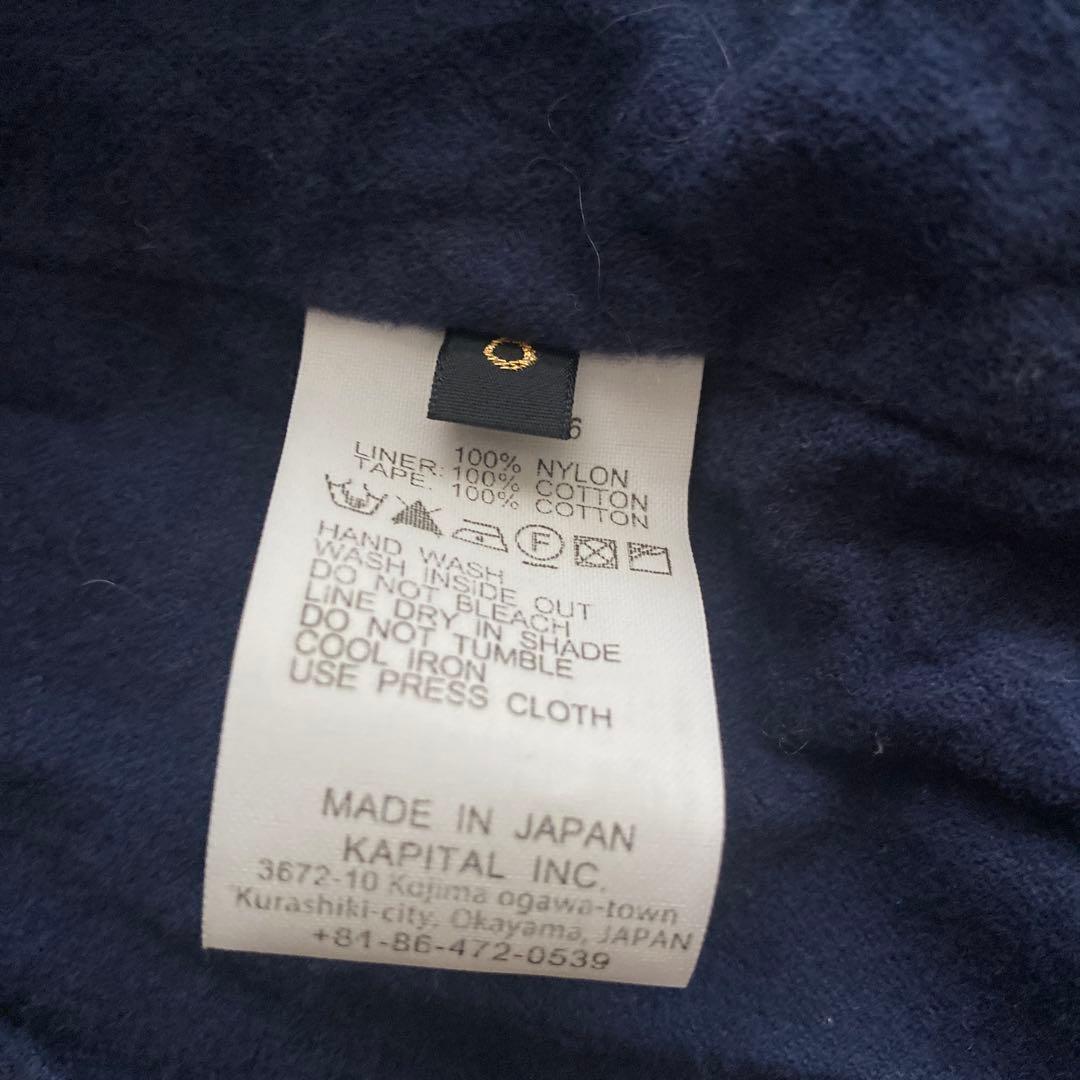 0
6
100% NYLON
LINER: 100% COTTON
TAPE: 100% COTTON
F
HAND WASH
WASH INSIDE OUT
DO NOT BLEACH
LINE DRY IN SHADE
DO NOT TUMBLE
COOL IRON
USE PRESS CLOTH
MADE IN JAPAN
KAPITAL INC.
3672-10 Kojima ogawa-town
Kurashiki-city, Okayama, JAPAN
+81-86-472-0539